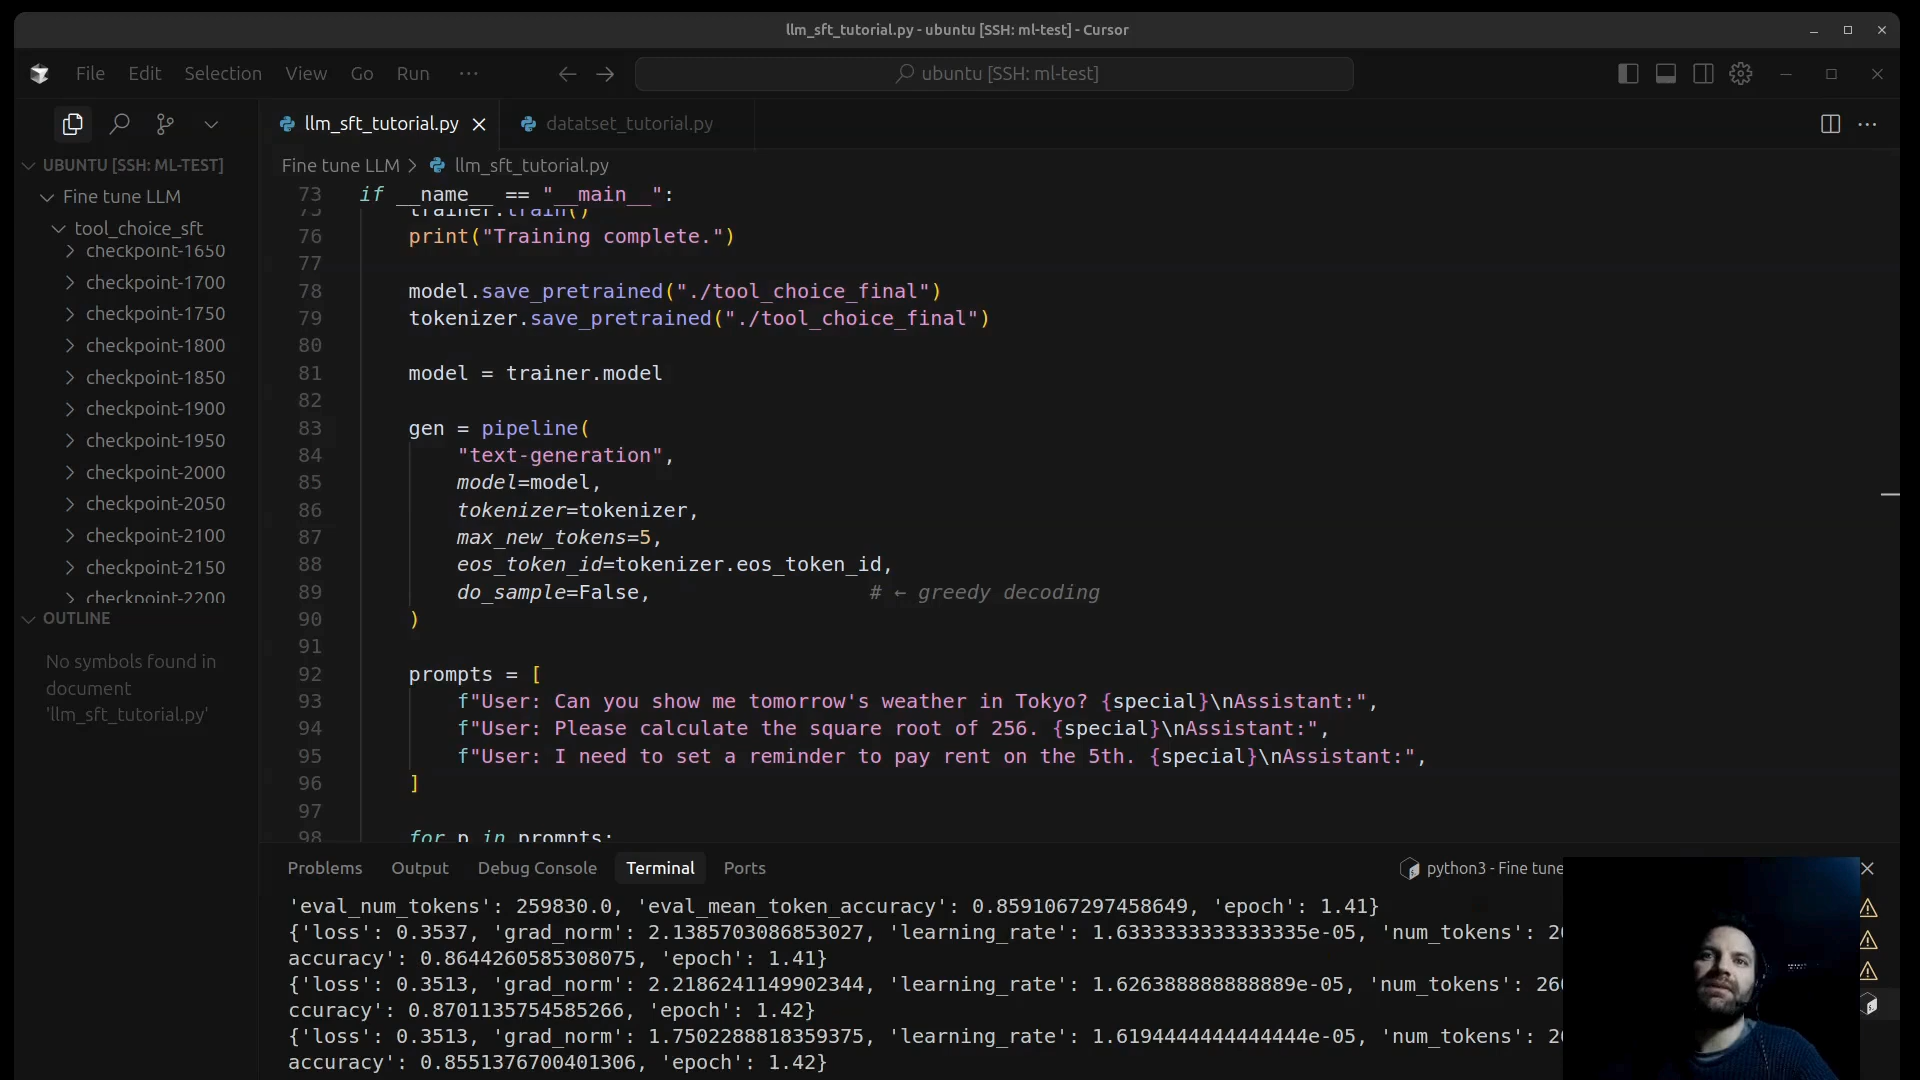 llm_sft_tutorial.py - ubuntu [SSH: ml-test] - Cursor
File Edit Selection View Go Run ···
ubuntu [SSH: ml-test]
llm_sft_tutorial.py
datatset_tutorial.py
UBUNTU [SSH: ML-TEST]
Fine tune LLM
tool_choice_sft
checkpoint-1650
checkpoint-1700
checkpoint-1750
checkpoint-1800
checkpoint-1850
checkpoint-1900
checkpoint-1950
checkpoint-2000
checkpoint-2050
checkpoint-2100
checkpoint-2150
checkpoint-2200
OUTLINE
No symbols found in
document
'llm_sft_tutorial.py'
Fine tune LLM > llm_sft_tutorial.py
73 if __name__ == "__main__":
75 trainer.train()
76 print("Training complete.")
77
78 model.save_pretrained("./tool_choice_final")
79 tokenizer.save_pretrained("./tool_choice_final")
80
81 model = trainer.model
82
83 gen = pipeline(
84 "text-generation",
85 model=model,
86 tokenizer=tokenizer,
87 max_new_tokens=5,
88 eos_token_id=tokenizer.eos_token_id,
89 do_sample=False, # ← greedy decoding
90 )
91
92 prompts = [
93 f"User: Can you show me tomorrow's weather in Tokyo? {special}\nAssistant:",
94 f"User: Please calculate the square root of 256. {special}\nAssistant:",
95 f"User: I need to set a reminder to pay rent on the 5th. {special}\nAssistant:",
96 ]
97
98 for p in prompts:
Problems Output Debug Console Terminal Ports
python3 - Fine tune
'eval_num_tokens': 259830.0, 'eval_mean_token_accuracy': 0.8591067297458649, 'epoch': 1.41}
{'loss': 0.3537, 'grad_norm': 2.1385703086853027, 'learning_rate': 1.6333333333333335e-05, 'num_tokens': 2
accuracy': 0.8644260585308075, 'epoch': 1.41}
{'loss': 0.3513, 'grad_norm': 2.2186241149902344, 'learning_rate': 1.626388888888889e-05, 'num_tokens': 26
ccuracy': 0.8701135754585266, 'epoch': 1.42}
{'loss': 0.3513, 'grad_norm': 1.7502288818359375, 'learning_rate': 1.6194444444444444e-05, 'num_tokens': 2
accuracy': 0.8551376700401306, 'epoch': 1.42}